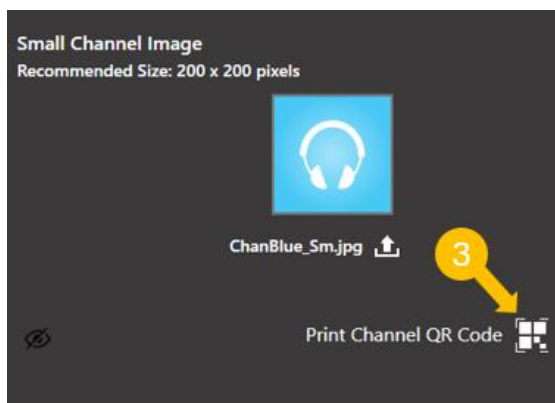 Small Channel Image
Recommended Size: 200 x 200 pixels
ChanBlue_Sm.jpg
3
Print Channel QR Code